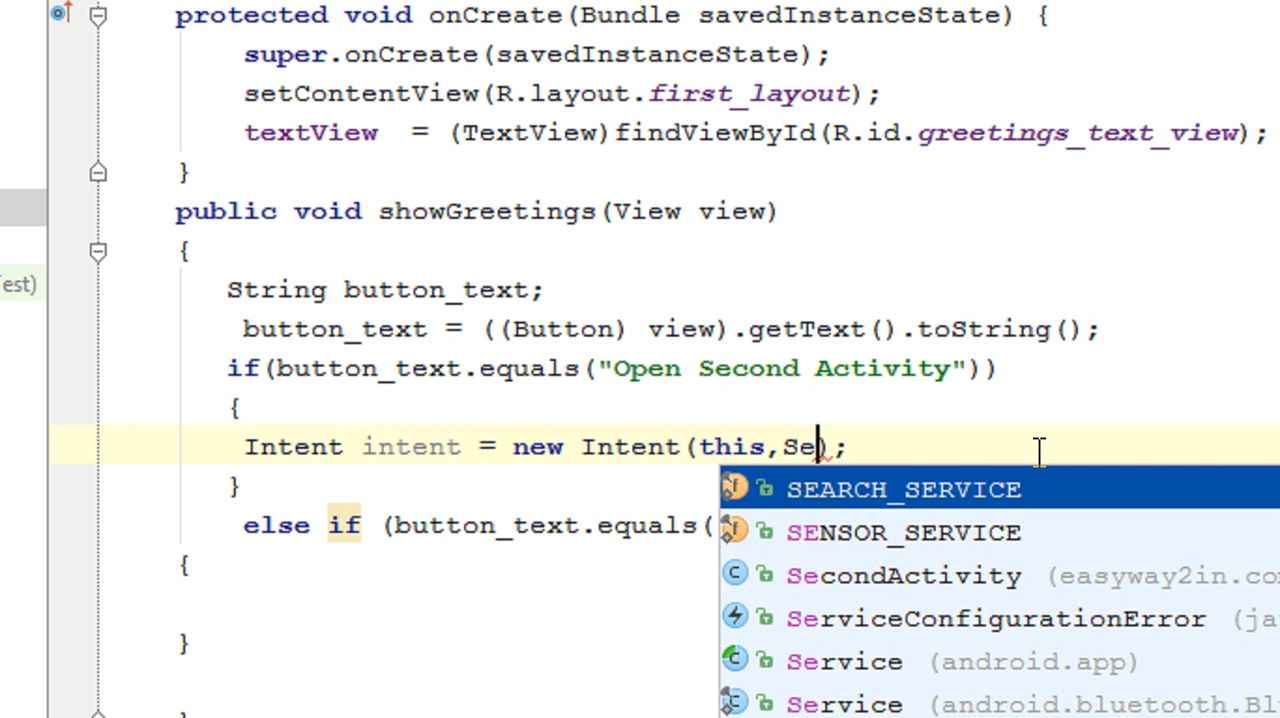 protected void onCreate(Bundle savedInstanceState) {
super.onCreate(savedInstanceState);
setContentView(R.layout.first_layout);
textView = (TextView)findViewById(R.id.greetings_text_view);
}
public void showGreetings(View view)
{
est)
String button_text;
button_text = ((Button) view).getText().toString();
if(button_text.equals("Open Second Activity"))
{
Intent intent = new Intent(this,Se);
SEARCH_SERVICE
}
else if (button_text.equals(
SENSOR_SERVICE
{
SecondActivity (easyway2in.co
ServiceConfigurationError (ja
}
Service (android.app)
Service (android.bluetooth.Bl
}